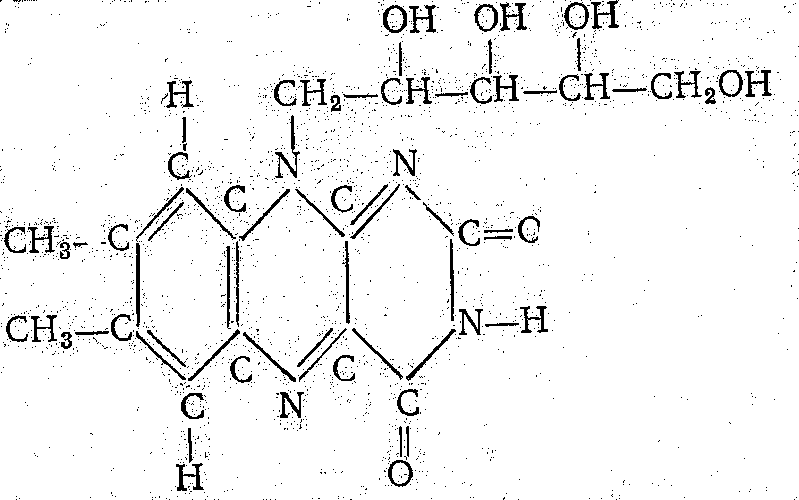 OH OH OH
H CH₂—CH—CH—CH—CH₂OH
C N N
C C
CH₃- C C=O
CH₃—C N—H
C C
C N C
H O